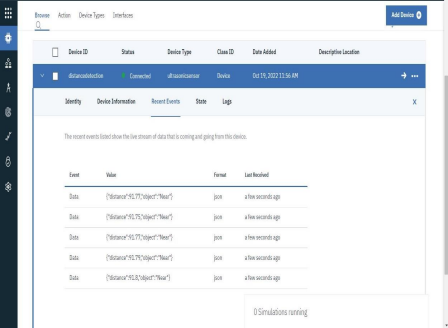 Browse Action Device Types Interfaces
Add Device
Device ID Status Device Type Class ID Date Added Descriptive Location
distancedetection Connected ultrasonicsensor Device Oct 19, 2022 11:56 AM
Identity Device Information Recent Events State Logs X
The recent events listed show the live stream of data that is coming and going from this device.
Event Value Format Last Received
Data {"distance":91.77,"object":"Near"} json a few seconds ago
Data {"distance":91.75,"object":"Near"} json a few seconds ago
Data {"distance":91.77,"object":"Near"} json a few seconds ago
Data {"distance":91.79,"object":"Near"} json a few seconds ago
Data {"distance":91.8,"object":"Near"} json a few seconds ago
0 Simulations running